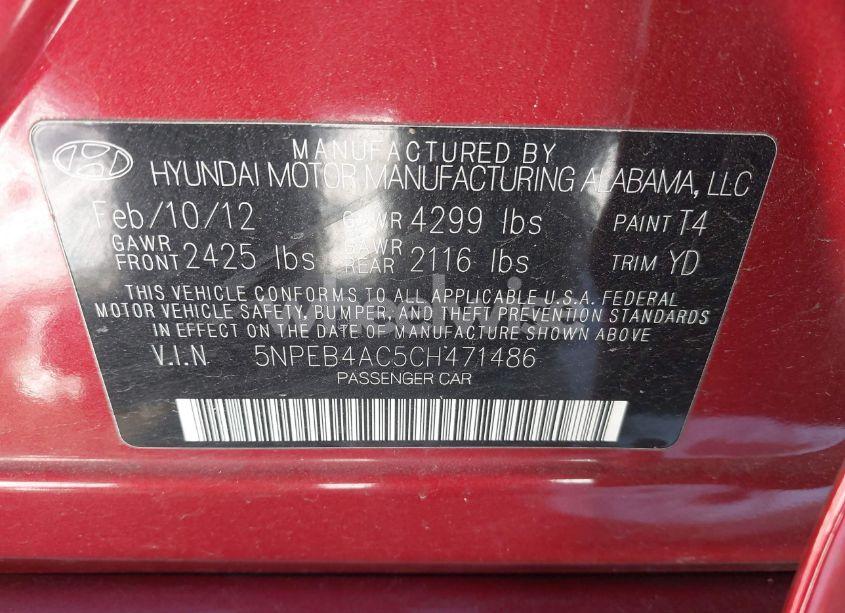 MANUFACTURED BY
HYUNDAI MOTOR MANUFACTURING ALABAMA, LLC
Feb/10/12 GVWR 4299 lbs PAINT T4
GAWR FRONT 2425 lbs GAWR REAR 2116 lbs TRIM YD
THIS VEHICLE CONFORMS TO ALL APPLICABLE U.S.A. FEDERAL
MOTOR VEHICLE SAFETY, BUMPER, AND THEFT PREVENTION STANDARDS
IN EFFECT ON THE DATE OF MANUFACTURE SHOWN ABOVE
V.I.N 5NPEB4AC5CH471486
PASSENGER CAR